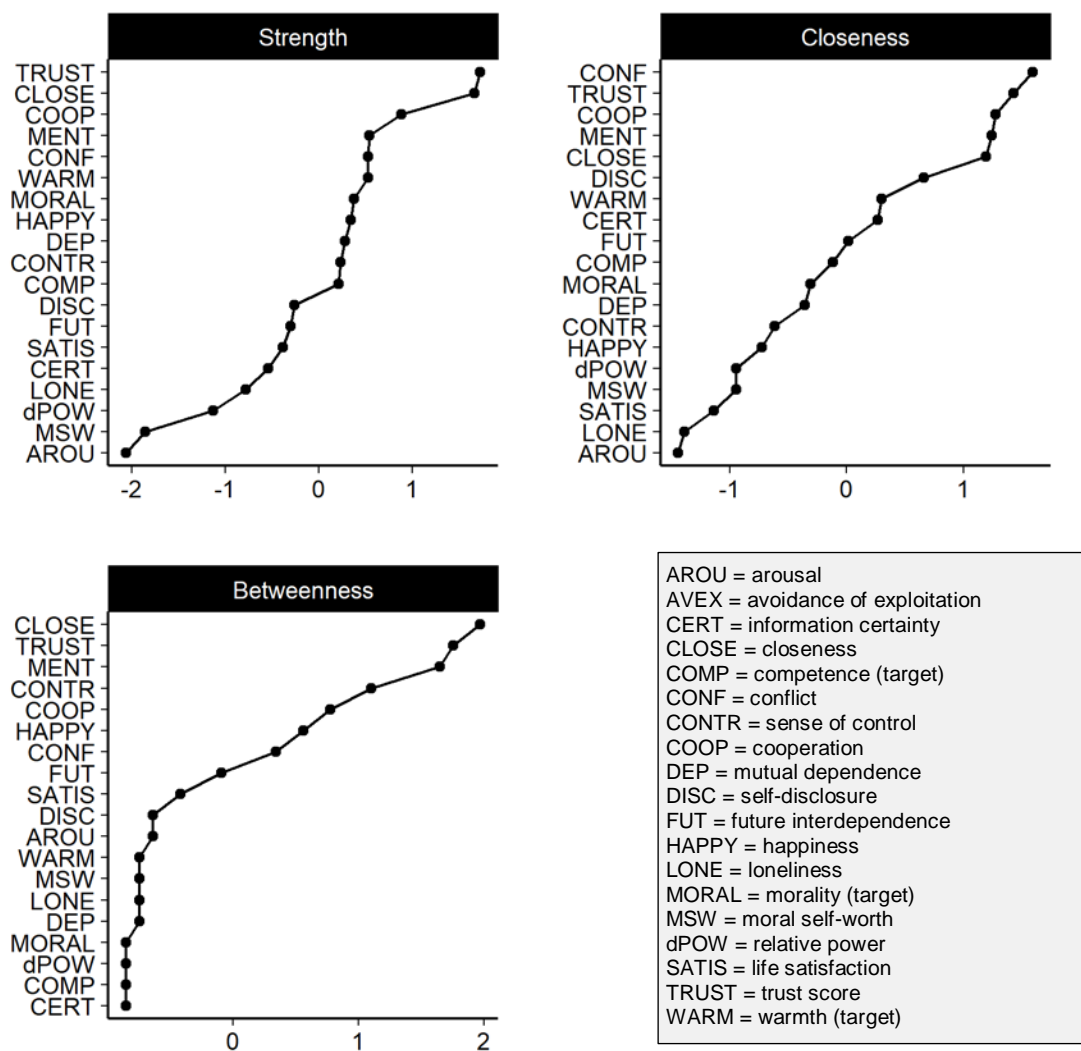 Strength
TRUST
CLOSE
COOP
MENT
CONF
WARM
MORAL
HAPPY
DEP
CONTR
COMP
DISC
FUT
SATIS
CERT
LONE
dPOW
MSW
AROU
-2 -1 0 1
Closeness
CONF
TRUST
COOP
MENT
CLOSE
DISC
WARM
CERT
FUT
COMP
MORAL
DEP
CONTR
HAPPY
dPOW
MSW
SATIS
LONE
AROU
-1 0 1
Betweenness
CLOSE
TRUST
MENT
CONTR
COOP
HAPPY
CONF
FUT
SATIS
DISC
AROU
WARM
MSW
LONE
DEP
MORAL
dPOW
COMP
CERT
0 1 2
AROU = arousal
AVEX = avoidance of exploitation
CERT = information certainty
CLOSE = closeness
COMP = competence (target)
CONF = conflict
CONTR = sense of control
COOP = cooperation
DEP = mutual dependence
DISC = self-disclosure
FUT = future interdependence
HAPPY = happiness
LONE = loneliness
MORAL = morality (target)
MSW = moral self-worth
dPOW = relative power
SATIS = life satisfaction
TRUST = trust score
WARM = warmth (target)